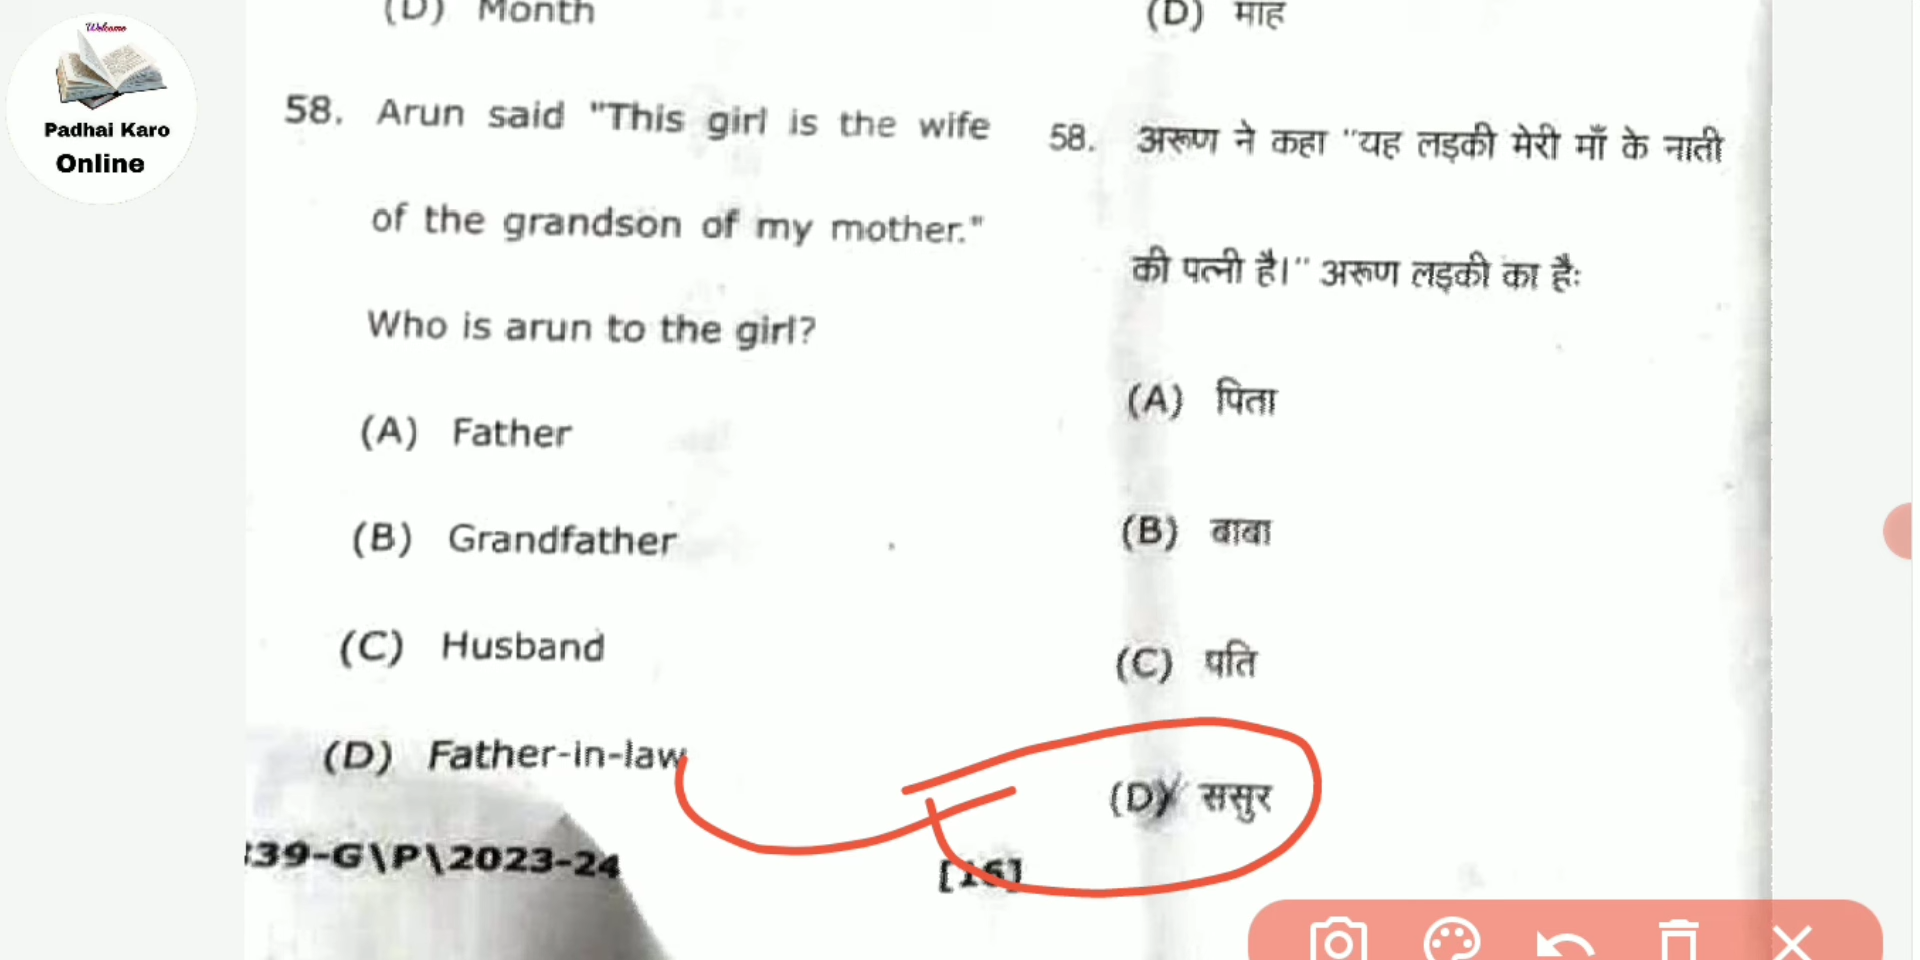 Welcome
Padhai Karo
Online
(D) Month
58. Arun said "This girl is the wife
of the grandson of my mother."
Who is arun to the girl?
(A) Father
(B) Grandfather
(C) Husband
(D) Father-in-law
39-G\P\2023-24
[16]
(D) माह
58. अरूण ने कहा "यह लड़की मेरी माँ के नाती
की पत्नी है।" अरूण लड़की का है:
(A) पिता
(B) बाबा
(C) पति
(D) ससुर